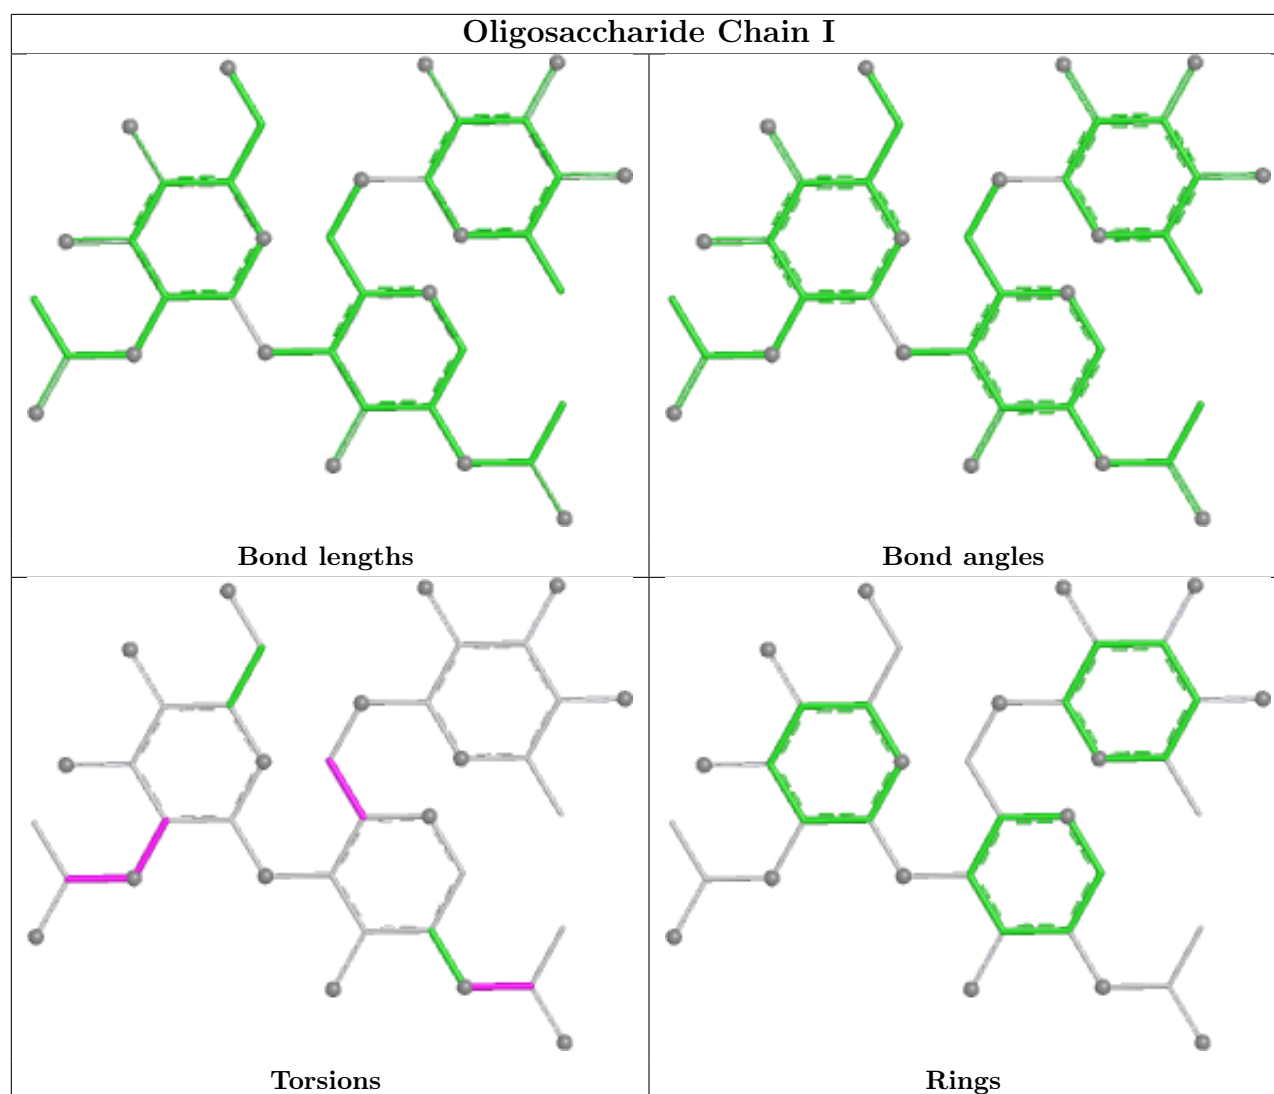 Oligosaccharide Chain I
Bond lengths
Bond angles
Torsions
Rings